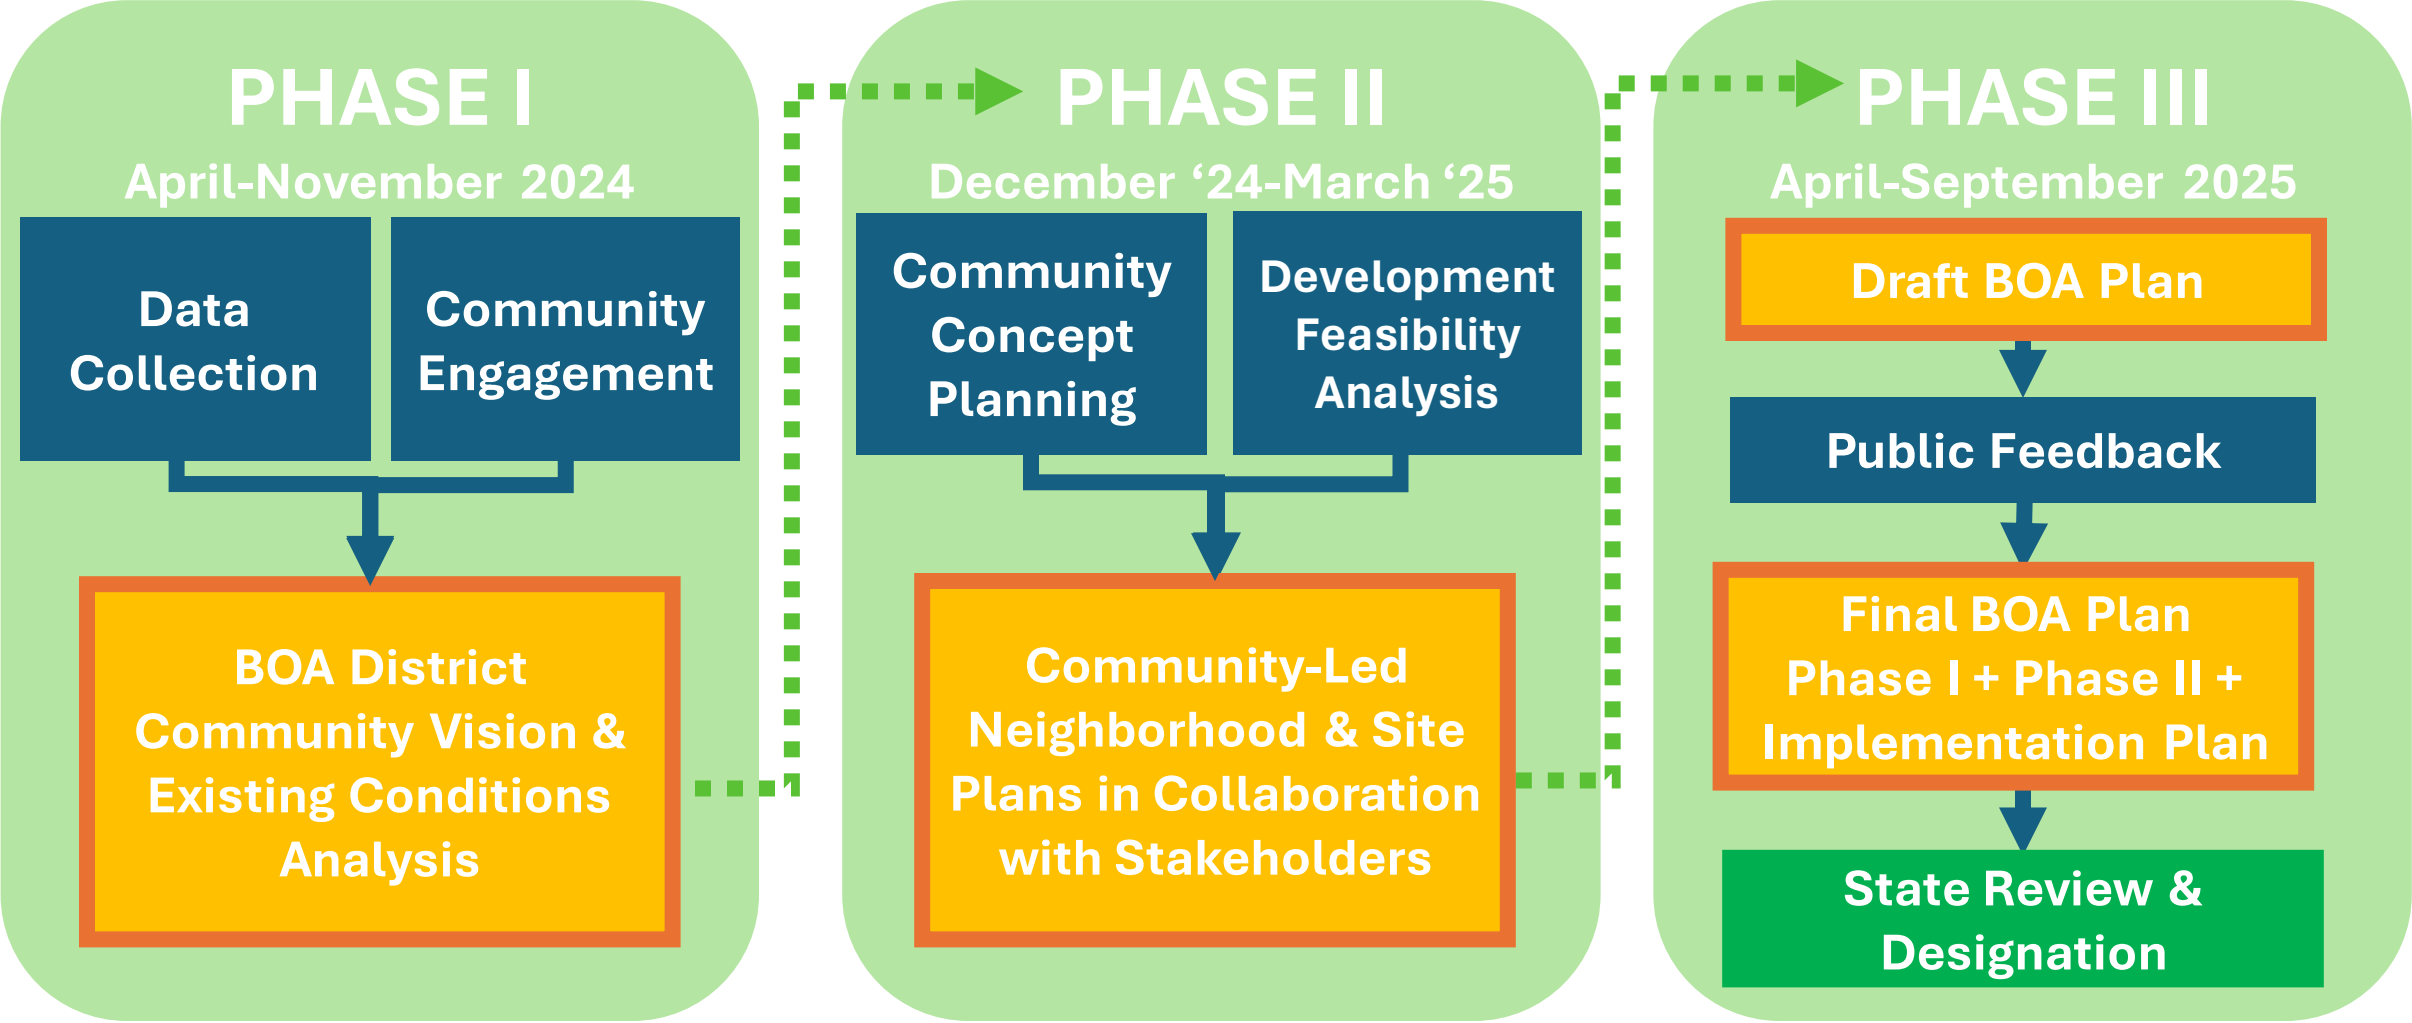 PHASE I
April-November 2024
Data
Collection
Community
Engagement
BOA District
Community Vision &
Existing Conditions
Analysis
PHASE II
December ‘24-March ‘25
Community
Concept
Planning
Development
Feasibility
Analysis
Community-Led
Neighborhood & Site
Plans in Collaboration
with Stakeholders
PHASE III
April-September 2025
Draft BOA Plan
Public Feedback
Final BOA Plan
Phase I + Phase II +
Implementation Plan
State Review &
Designation